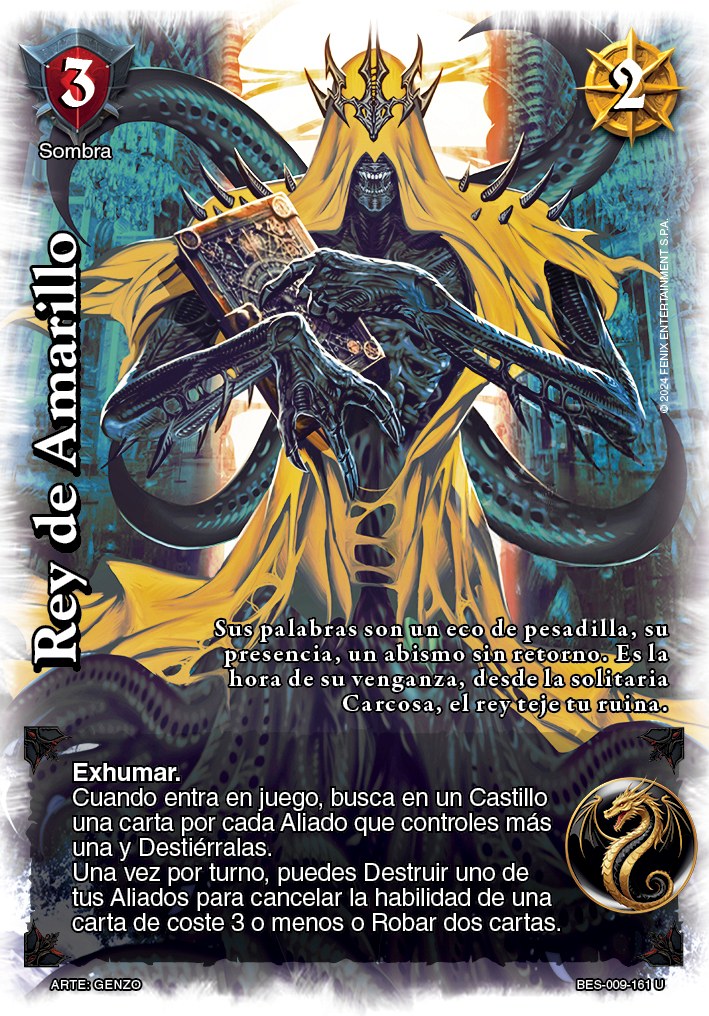 3
2
Sombra
Rey de Amarillo
© 2024 FENIX ENTERTAINMENT S.P.A.
Sus palabras son un eco de pesadilla, su
presencia, un abismo sin retorno. Es la
hora de su venganza, desde la solitaria
Carcosa, el rey teje tu ruina.
Exhumar.
Cuando entra en juego, busca en un Castillo
una carta por cada Aliado que controles más
una y Destiérralas.
Una vez por turno, puedes Destruir uno de
tus Aliados para cancelar la habilidad de una
carta de coste 3 o menos o Robar dos cartas.
ARTE: GENZO
BES-009-161 U